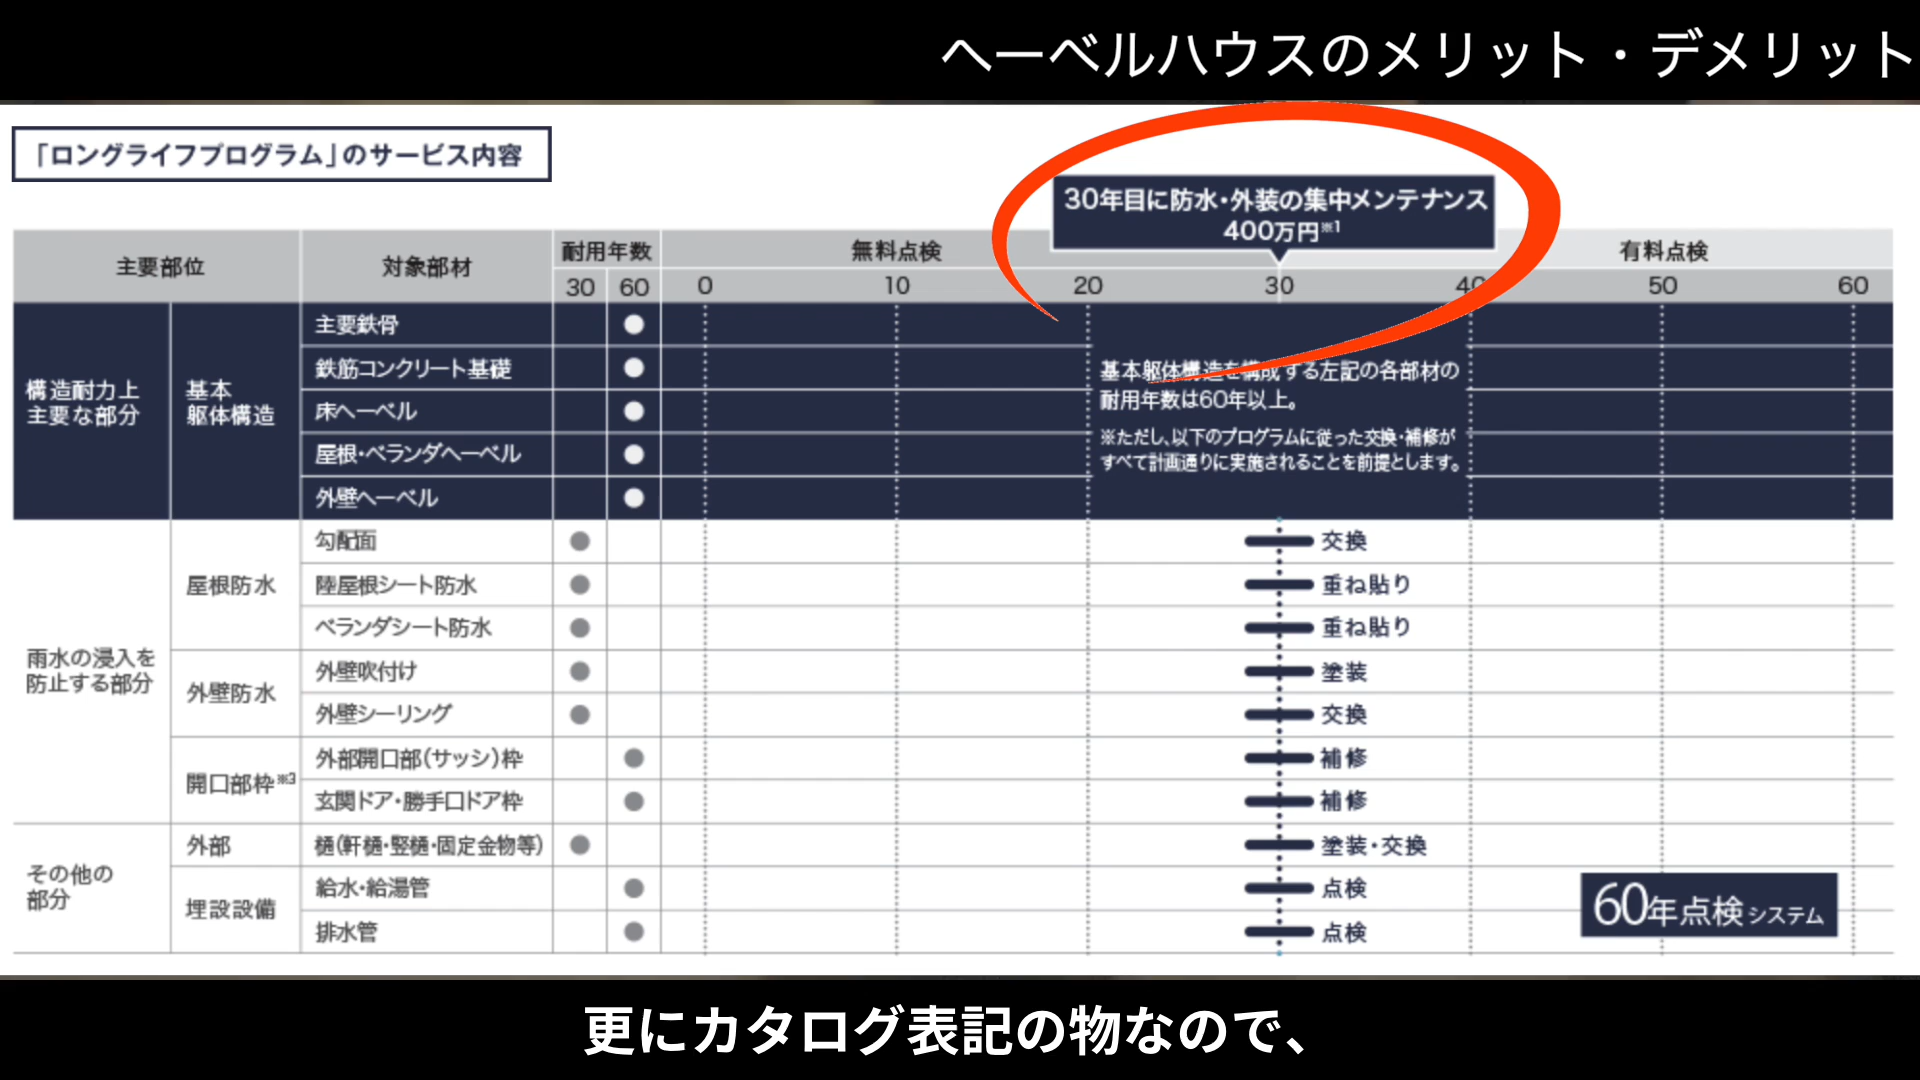 ヘーベルハウスのメリット・デメリット
「ロングライフプログラム」のサービス内容
30年目に防水・外装の集中メンテナンス
400万円※1
主要部位
対象部材
耐用年数
無料点検
有料点検
30
60
0
10
20
30
40
50
60
構造耐力上
主要な部分
基本
躯体構造
主要鉄骨
鉄筋コンクリート基礎
床ヘーベル
屋根・ベランダヘーベル
外壁ヘーベル
基本躯体構造を構成する左記の各部材の
耐用年数は60年以上。
※ただし、以下のプログラムに従った交換・補修が
すべて計画通りに実施されることを前提とします。
雨水の浸入を
防止する部分
屋根防水
勾配面
交換
陸屋根シート防水
重ね貼り
ベランダシート防水
重ね貼り
外壁防水
外壁吹付け
塗装
外壁シーリング
交換
開口部枠※3
外部開口部(サッシ)枠
補修
玄関ドア・勝手口ドア枠
補修
その他の
部分
外部
樋(軒樋・竪樋・固定金物等)
塗装・交換
埋設設備
給水・給湯管
点検
排水管
点検
60年点検システム
更にカタログ表記の物なので、